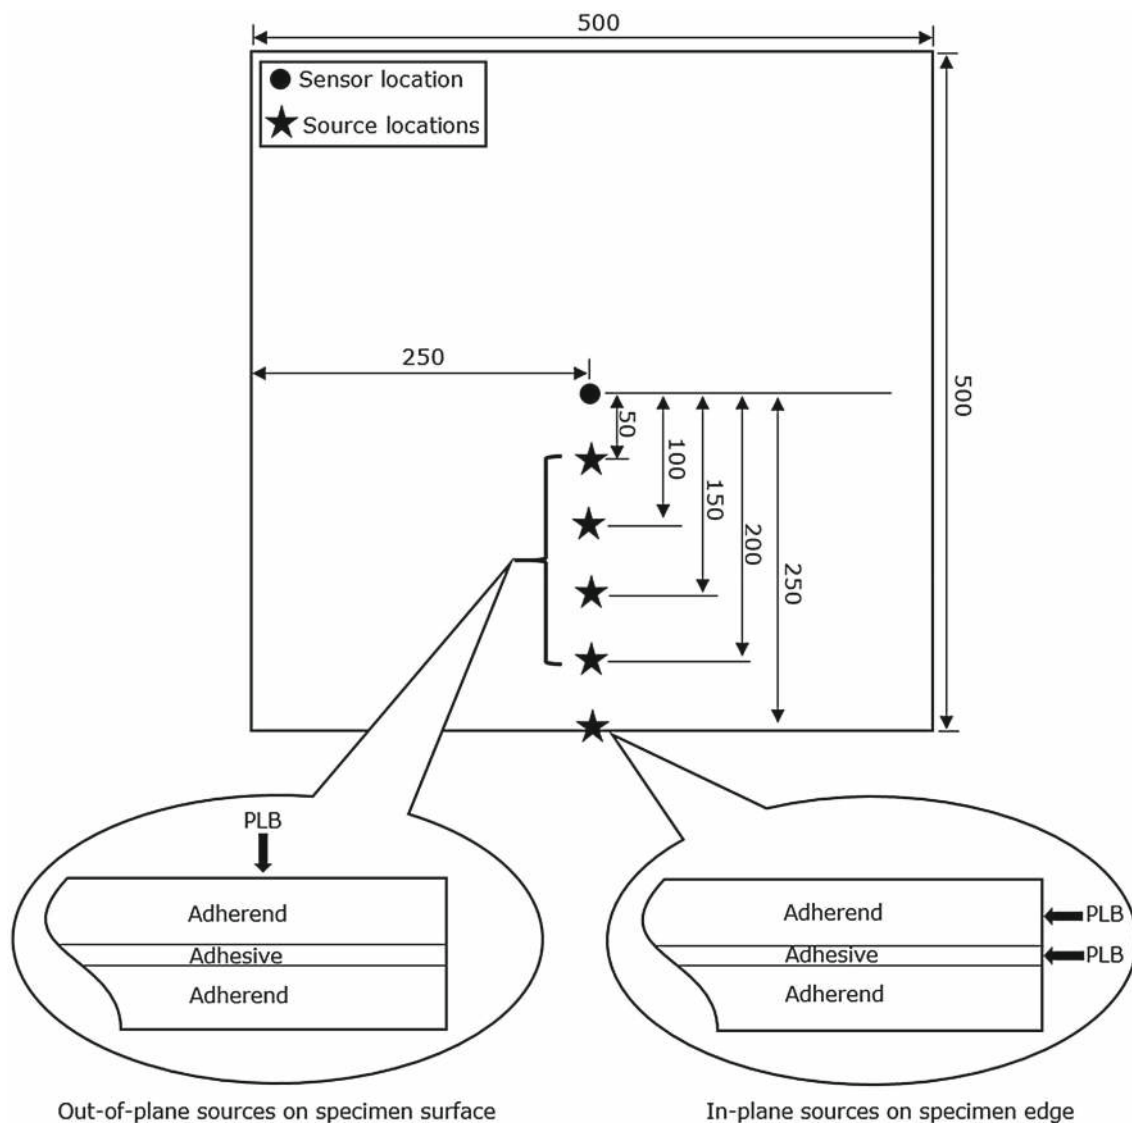 500
Sensor location
Source locations
250
500
50
100
150
200
250
PLB
Adherend
Adhesive
Adherend
Adherend
PLB
Adhesive
PLB
Adherend
Out-of-plane sources on specimen surface
In-plane sources on specimen edge